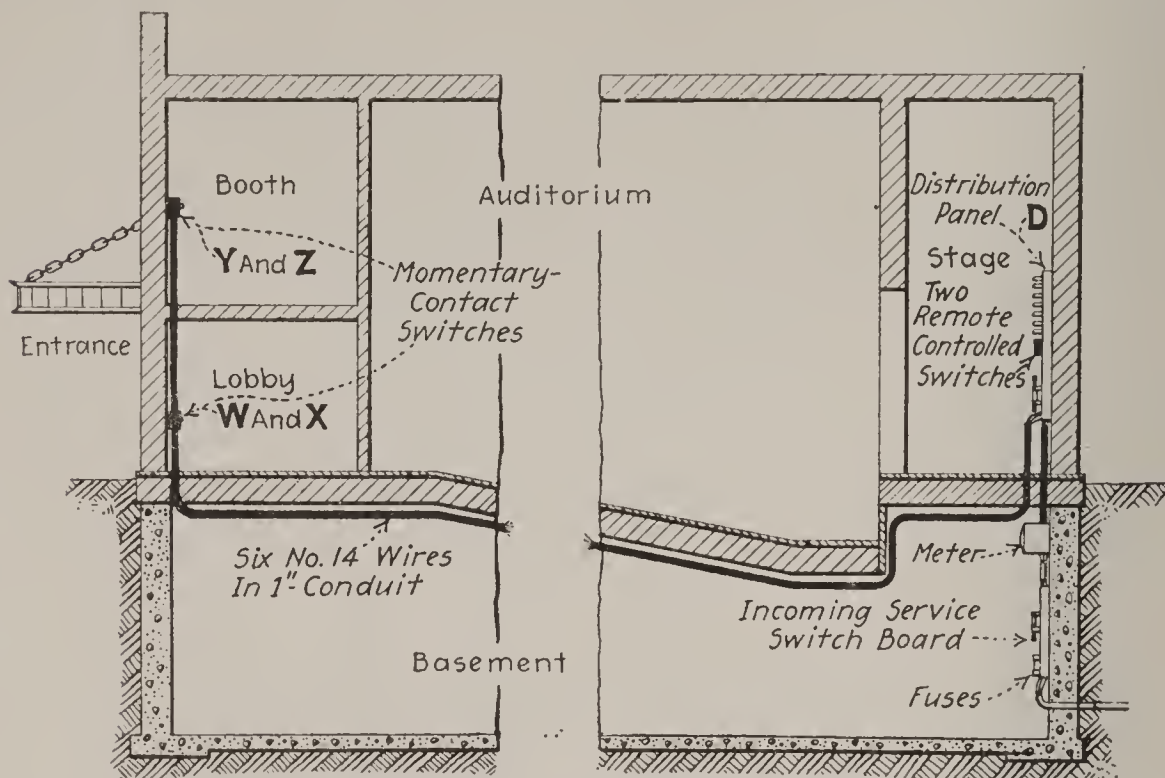 Booth
Auditorium
Distribution
Panel
D
Y And Z
Momentary-
Contact
Switches
Stage
Two
Remote
Controlled
Switches
Entrance
Lobby
W And X
Six No. 14 Wires
In 1" Conduit
Meter
Incoming Service
Switch Board
Basement
Fuses